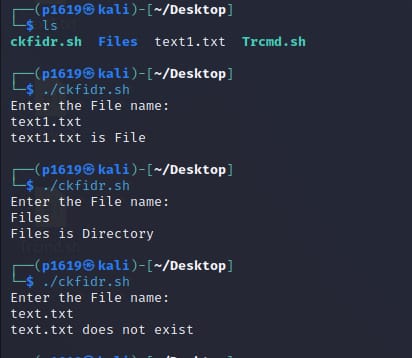 ┌──(p1619㉿kali)-[~/Desktop]
└─$ ls
ckfidr.sh  Files  text1.txt  Trcmd.sh
┌──(p1619㉿kali)-[~/Desktop]
└─$ ./ckfidr.sh
Enter the File name:
text1.txt
text1.txt is File
┌──(p1619㉿kali)-[~/Desktop]
└─$ ./ckfidr.sh
Enter the File name:
Files
Files is Directory
┌──(p1619㉿kali)-[~/Desktop]
└─$ ./ckfidr.sh
Enter the File name:
text.txt
text.txt does not exist